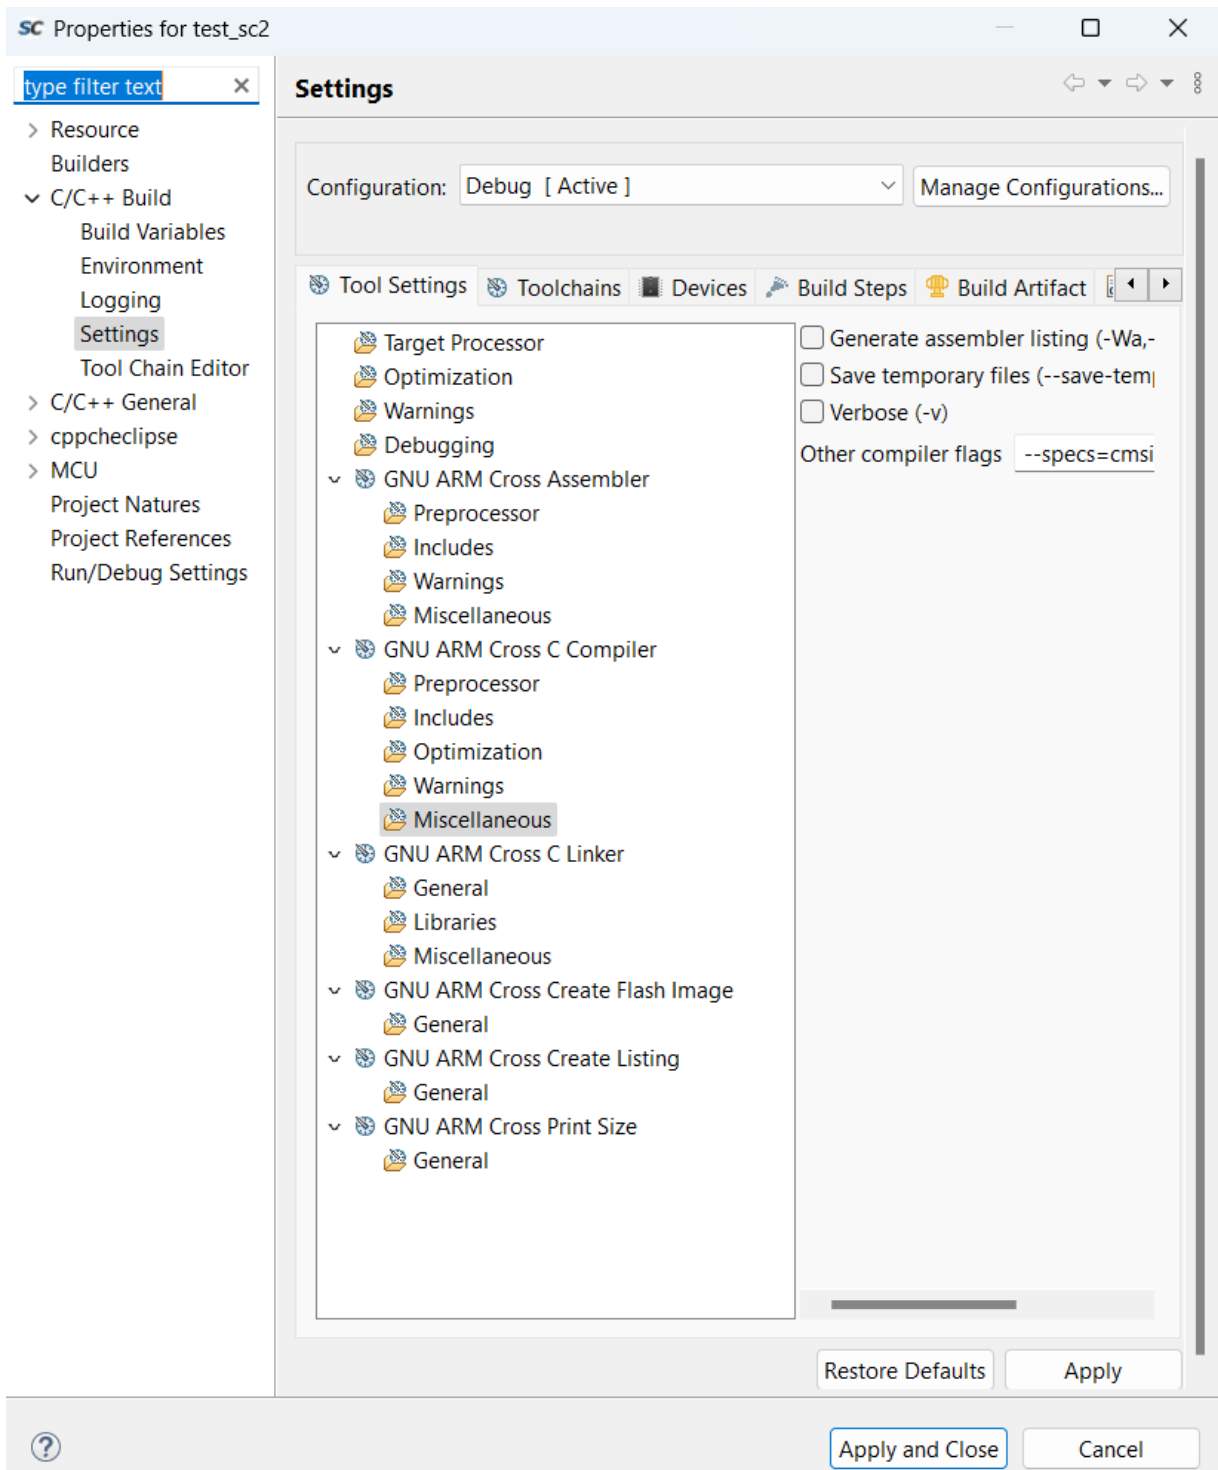 SC Properties for test_sc2
type filter text
Resource
Builders
C/C++ Build
Build Variables
Environment
Logging
Settings
Tool Chain Editor
C/C++ General
cppcheclipse
MCU
Project Natures
Project References
Run/Debug Settings
Settings
Configuration: Debug [ Active ] Manage Configurations...
Tool Settings Toolchains Devices Build Steps Build Artifact
Target Processor
Optimization
Warnings
Debugging
GNU ARM Cross Assembler
Preprocessor
Includes
Warnings
Miscellaneous
GNU ARM Cross C Compiler
Preprocessor
Includes
Optimization
Warnings
Miscellaneous
GNU ARM Cross C Linker
General
Libraries
Miscellaneous
GNU ARM Cross Create Flash Image
General
GNU ARM Cross Create Listing
General
GNU ARM Cross Print Size
General
Generate assembler listing (-Wa,-
Save temporary files (--save-temp
Verbose (-v)
Other compiler flags --specs=cmsi
Restore Defaults Apply
? Apply and Close Cancel